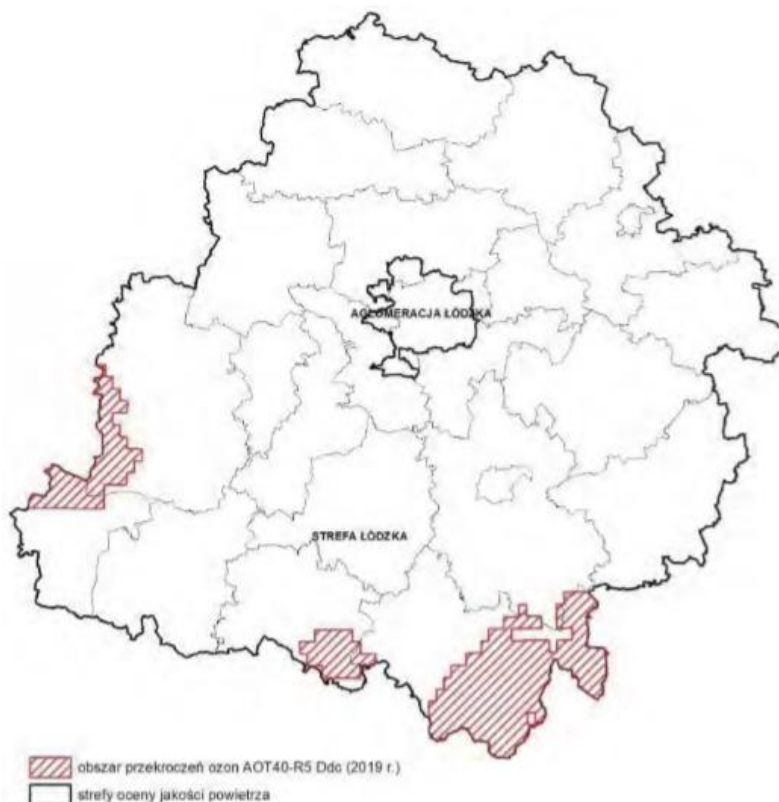 AGLOMERACJA ŁÓDZKA
STREFA ŁÓDZKA
obszar przekroczeń ozon AOT40-R5 Ddc (2019 r.)
strefy oceny jakości powietrza